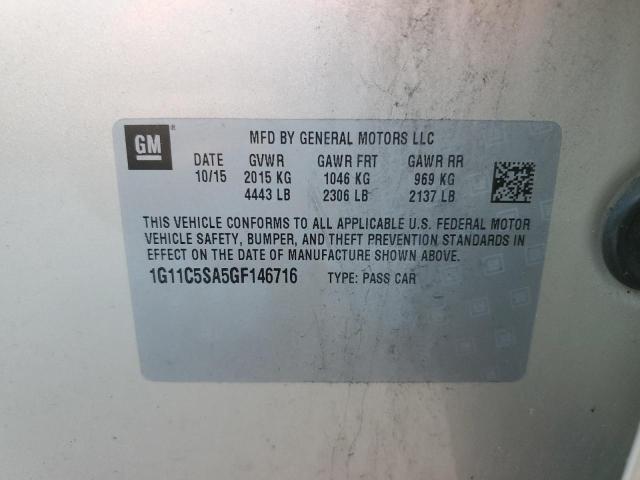 GM
MFD BY GENERAL MOTORS LLC
DATE GVWR GAWR FRT GAWR RR
10/15 2015 KG 1046 KG 969 KG
4443 LB 2306 LB 2137 LB
THIS VEHICLE CONFORMS TO ALL APPLICABLE U.S. FEDERAL MOTOR
VEHICLE SAFETY, BUMPER, AND THEFT PREVENTION STANDARDS IN
EFFECT ON THE DATE OF MANUFACTURE SHOWN ABOVE.
1G11C5SA5GF146716 TYPE: PASS CAR